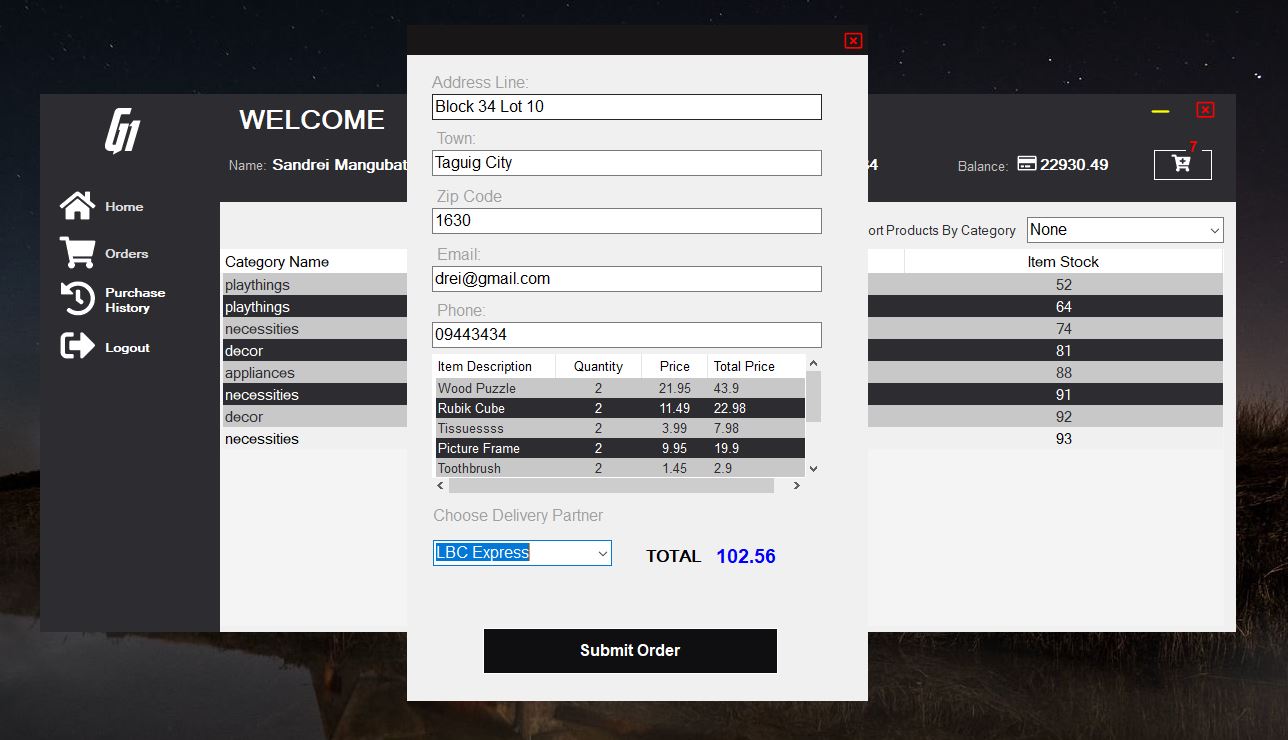 G1
WELCOME
Name: Sandrei Mangubat
4
Balance: 22930.49
7
Home
Orders
Purchase
History
Logout
ort Products By Category None
Category Name Item Stock
playthings 52
playthings 64
necessities 74
decor 81
appliances 88
necessities 91
decor 92
necessities 93
Address Line:
Block 34 Lot 10
Town:
Taguig City
Zip Code
1630
Email:
drei@gmail.com
Phone:
09443434
Item Description Quantity Price Total Price
Wood Puzzle 2 21.95 43.9
Rubik Cube 2 11.49 22.98
Tissuessss 2 3.99 7.98
Picture Frame 2 9.95 19.9
Toothbrush 2 1.45 2.9
Choose Delivery Partner
LBC Express TOTAL 102.56
Submit Order